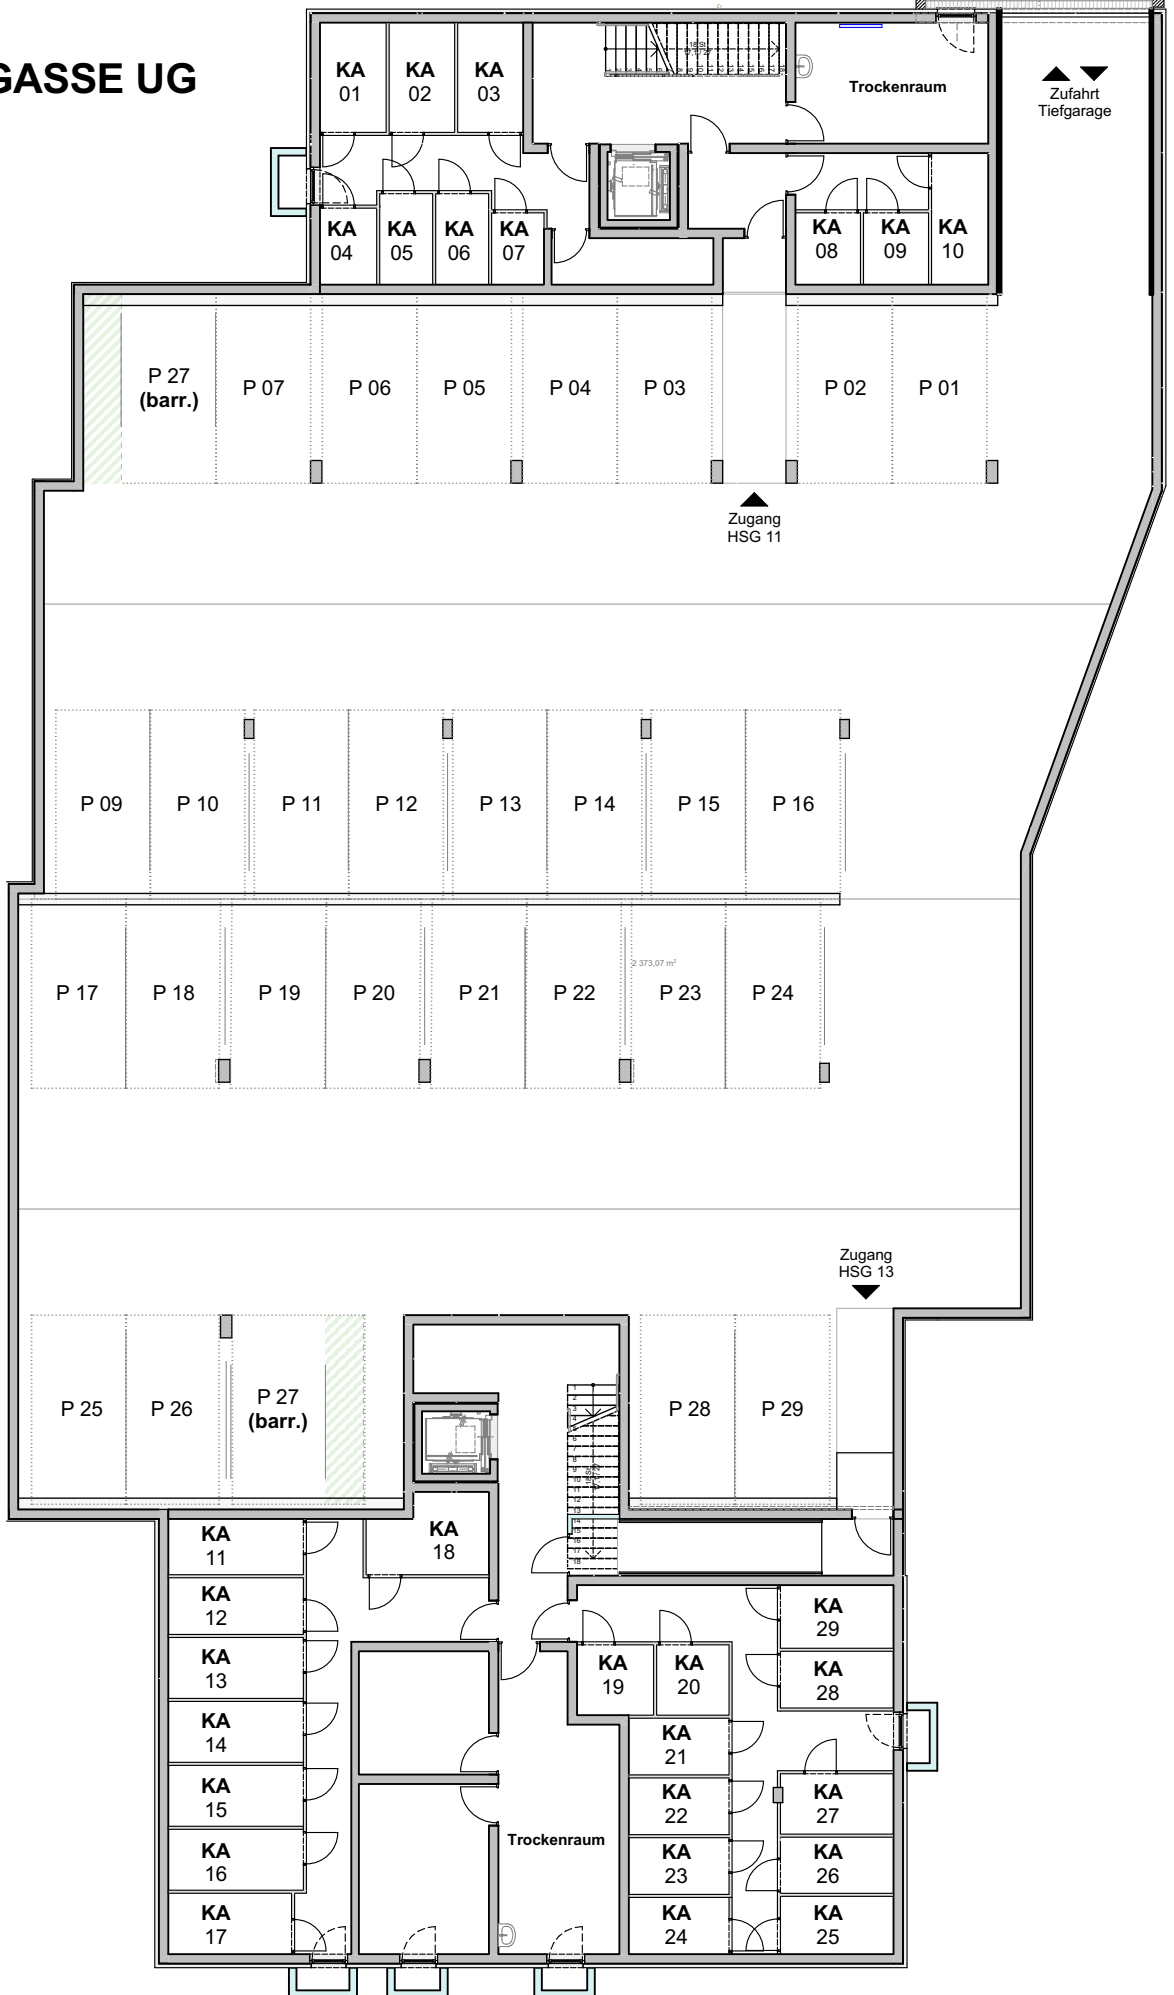 GASSE UG
KA
01
KA
02
KA
03
Trockenraum
Zufahrt
Tiefgarage
KA
04
KA
05
KA
06
KA
07
KA
08
KA
09
KA
10
P 27
(barr.)
P 07
P 06
P 05
P 04
P 03
P 02
P 01
Zugang
HSG 11
P 09
P 10
P 11
P 12
P 13
P 14
P 15
P 16
2 373,07 m²
P 17
P 18
P 19
P 20
P 21
P 22
P 23
P 24
Zugang
HSG 13
P 25
P 26
P 27
(barr.)
P 28
P 29
KA
11
KA
18
KA
12
KA
13
KA
14
KA
15
KA
16
KA
17
Trockenraum
KA
19
KA
20
KA
21
KA
22
KA
23
KA
24
KA
29
KA
28
KA
27
KA
26
KA
25